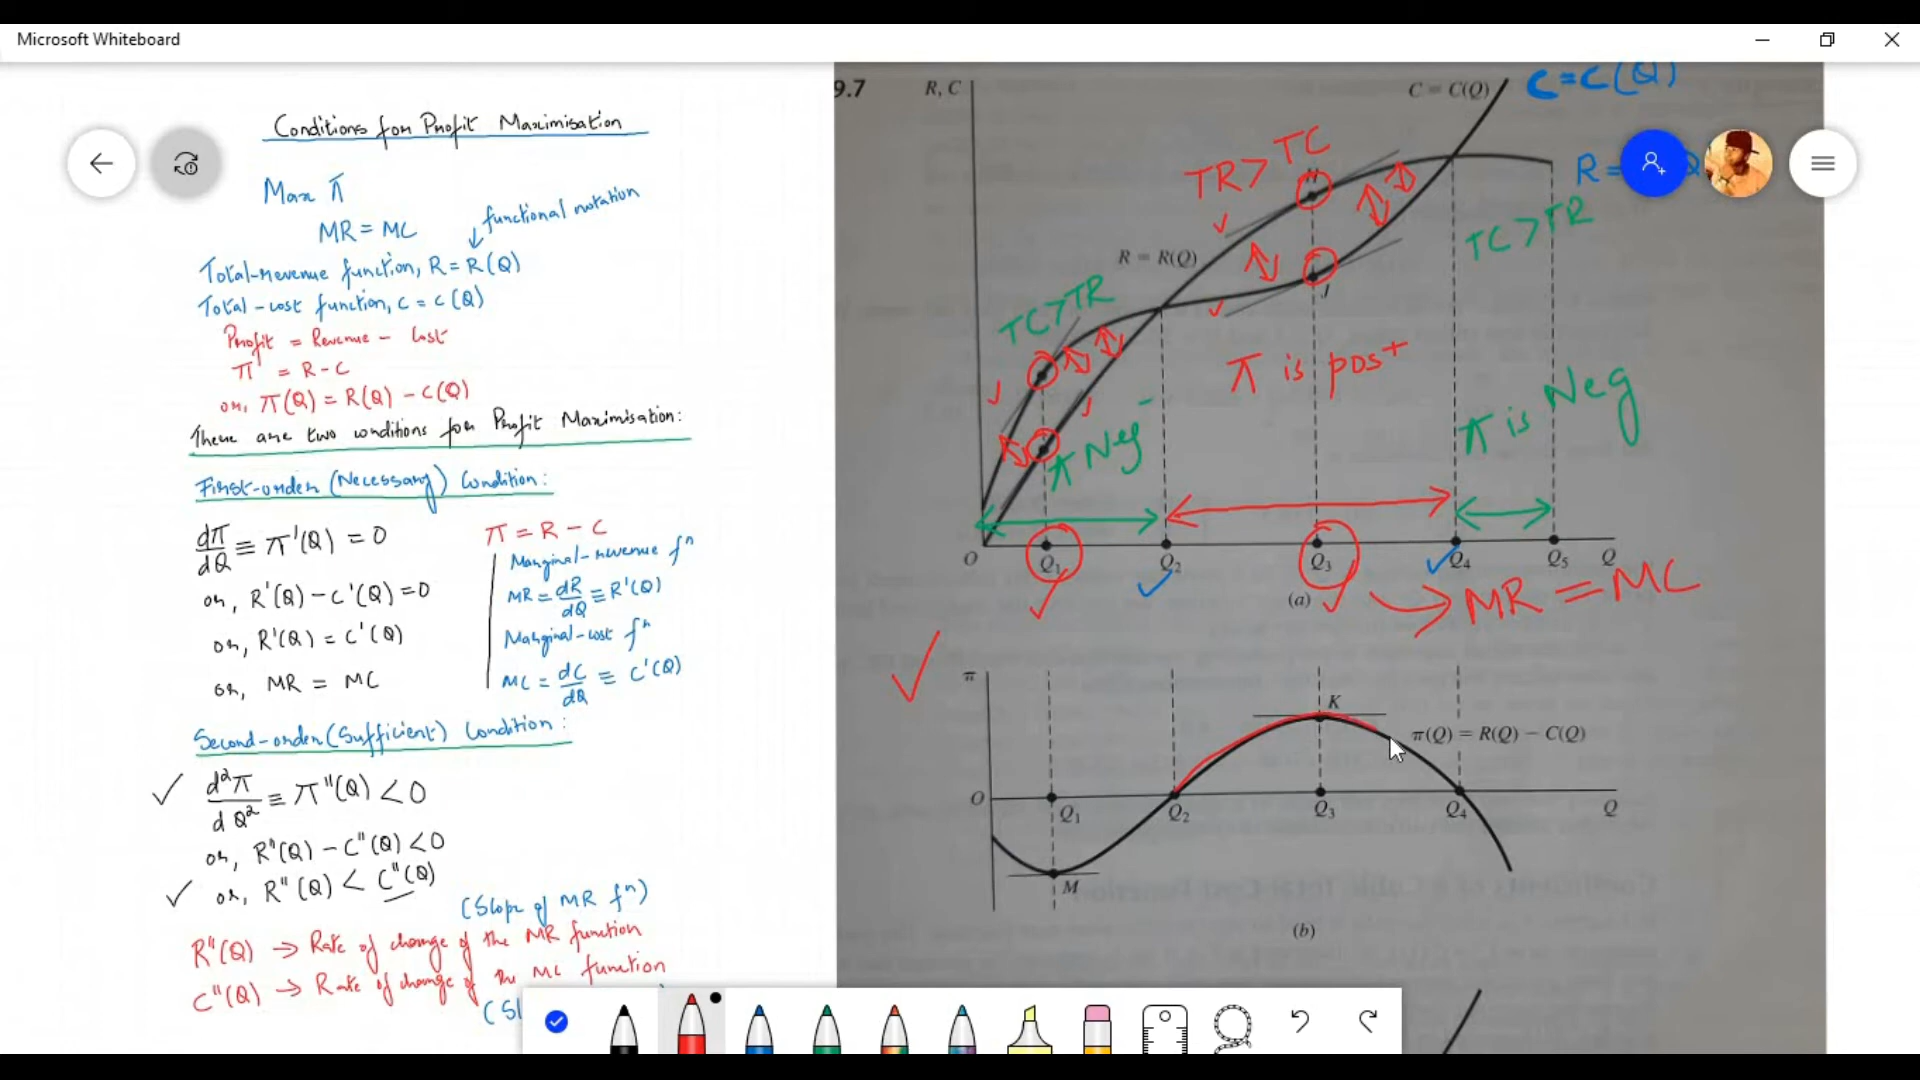 Microsoft Whiteboard
Conditions for Profit Maximisation
Max π
MR = MC
functional notation
Total-revenue function, R = R(Q)
Total-cost function, C = C(Q)
Profit = Revenue - Cost
π = R - C
or, π(Q) = R(Q) - C(Q)
There are two conditions for Profit Maximisation:
First-order (Necessary) Condition:
dπ/dQ ≡ π'(Q) = 0
or, R'(Q) - C'(Q) = 0
or, R'(Q) = C'(Q)
or, MR = MC
π = R - C
Marginal-revenue fⁿ
MR = dR/dQ ≡ R'(Q)
Marginal-cost fⁿ
MC = dC/dQ ≡ C'(Q)
Second-order (Sufficient) Condition:
d²π/dQ² ≡ π''(Q) < 0
or, R''(Q) - C''(Q) < 0
or, R''(Q) < C''(Q)
(Slope of MR fⁿ)
R''(Q) → Rate of change of the MR function
C''(Q) → Rate of change of the MC function
(Sl
9.7
R, C
C = C(Q)
C = C(Q)
R =
TR > TC
TC > TR
R = R(Q)
J
TC > TR
π is pos+
π is Neg
π Neg
O
Q1
Q2
Q3
Q4
Q5
Q
(a)
MR = MC
π
K
π(Q) = R(Q) − C(Q)
O
Q1
Q2
Q3
Q4
Q
M
(b)